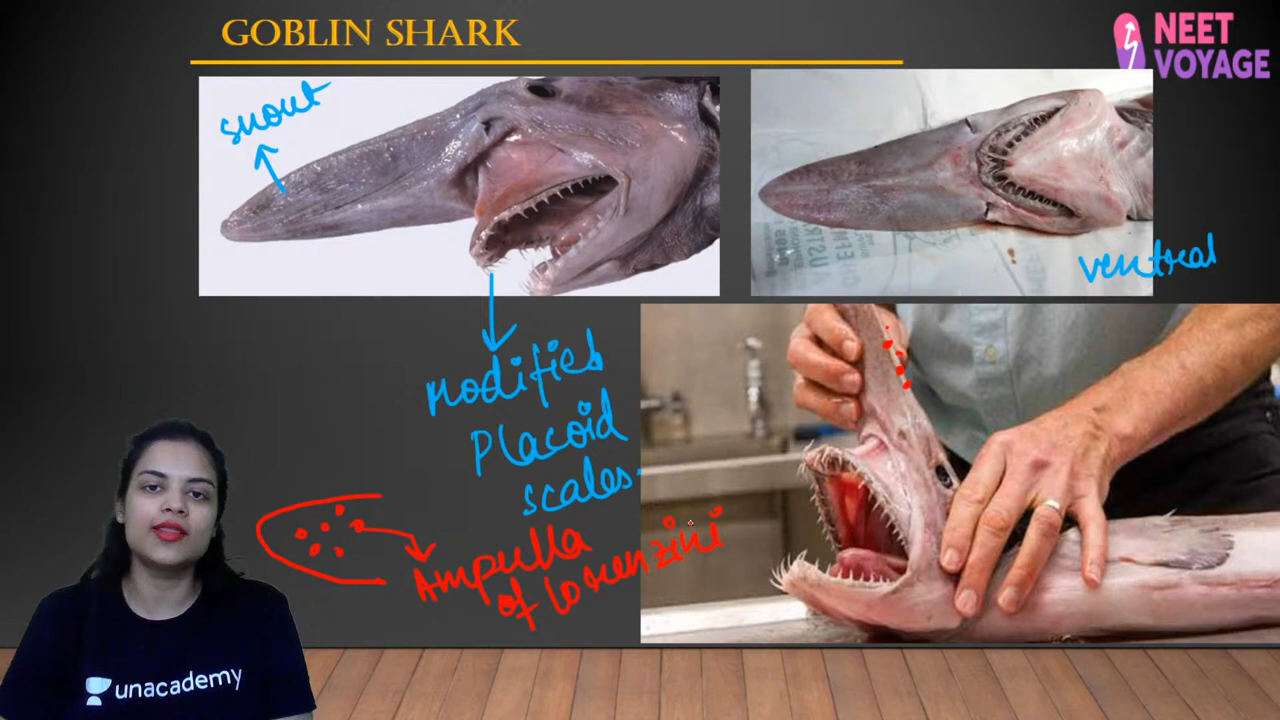 GOBLIN SHARK
NEET
VOYAGE
snout
ventral
Modified
Placoid
scales.
Ampulla
of lorenzini
unacademy